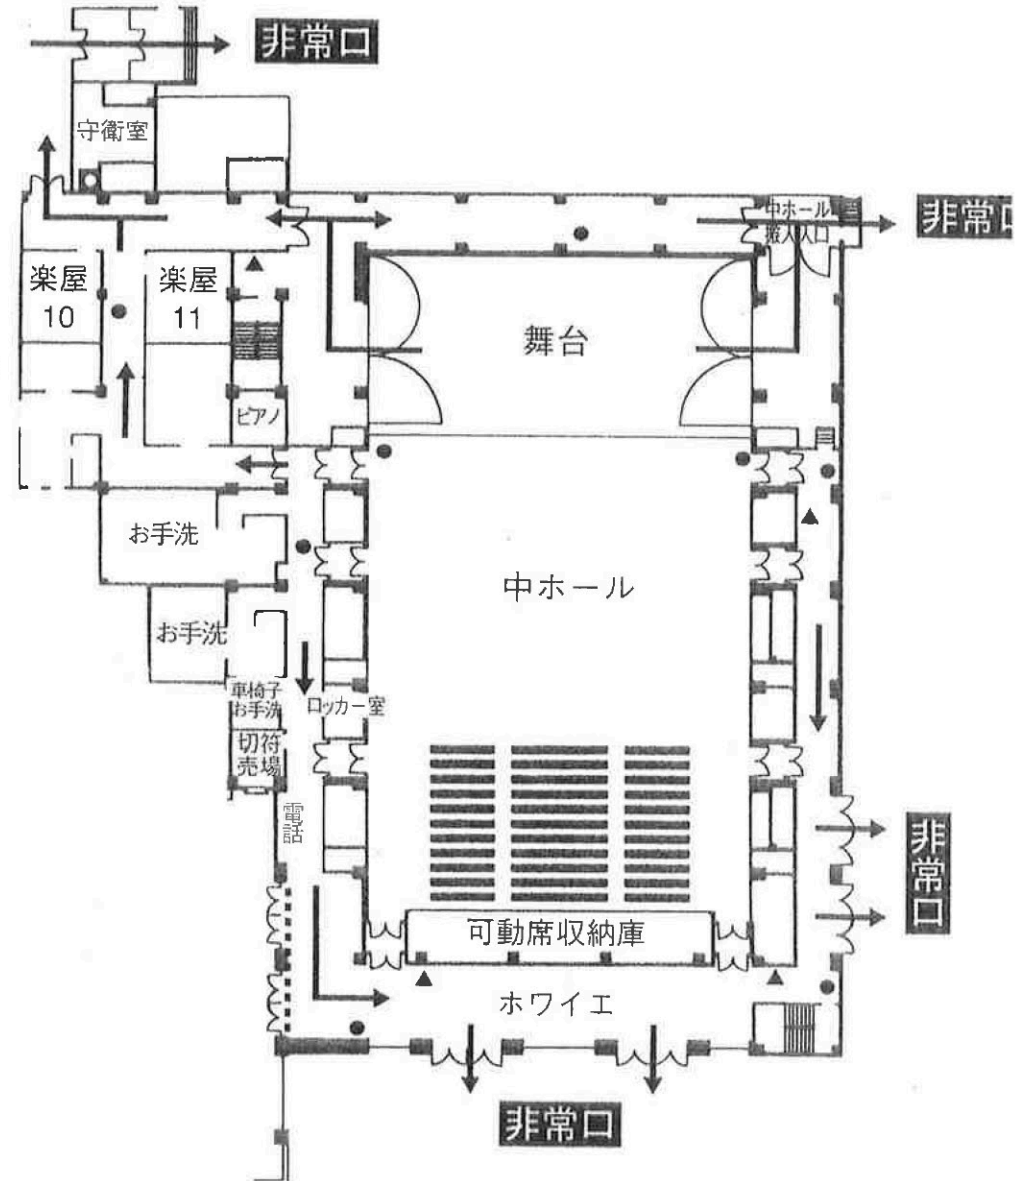 非常口
守衛室
中ホール
搬入入口
非常口
楽屋
10
楽屋
11
舞台
ピアノ
お手洗
中ホール
お手洗
車椅子
お手洗
ロッカー室
切符
売場
電話
非常口
可動席収納庫
ホワイエ
非常口